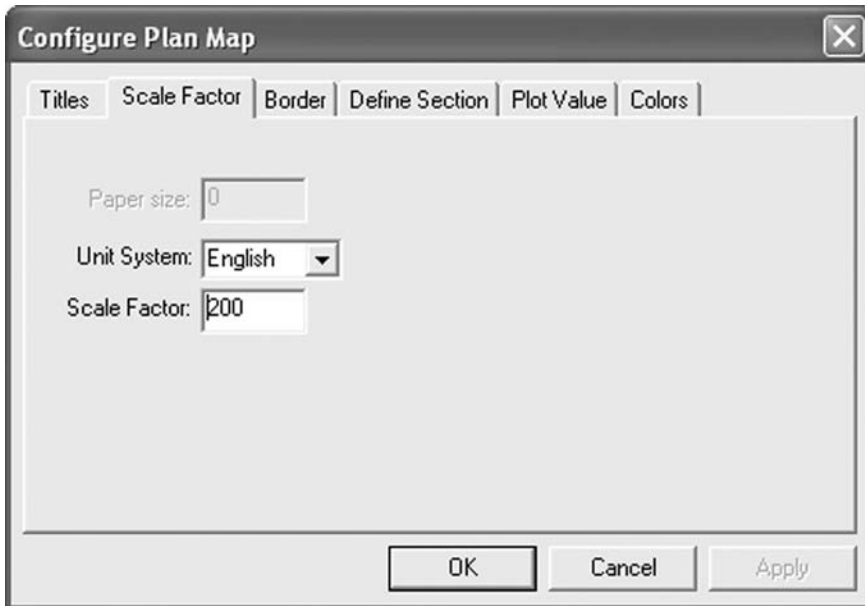 Configure Plan Map
Titles Scale Factor Border Define Section Plot Value Colors
Paper size: 0
Unit System: English
Scale Factor: 200
OK Cancel Apply